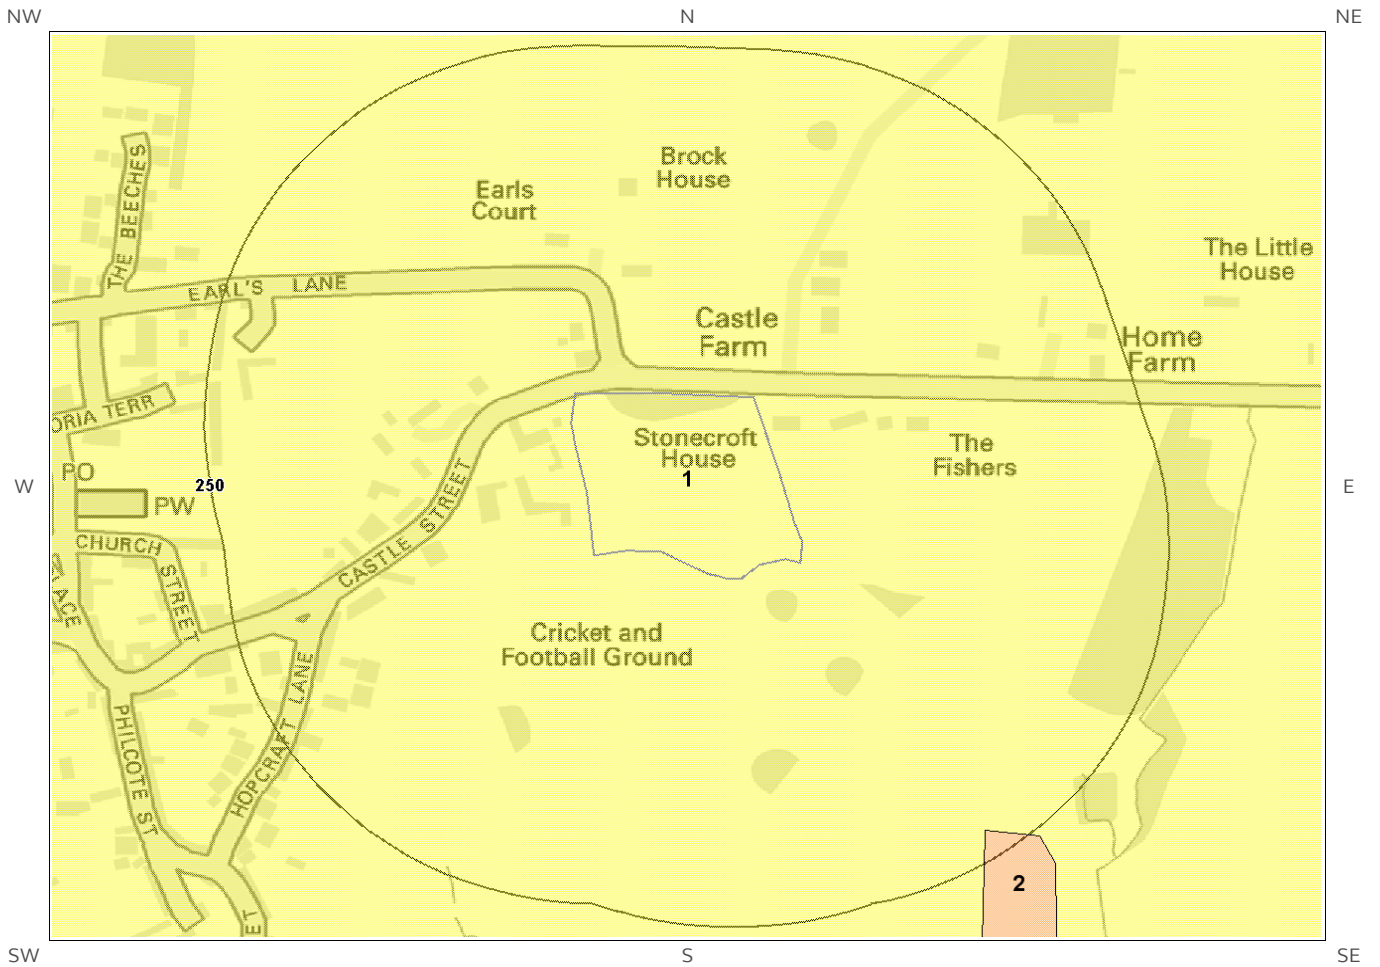 NW
N
NE
Brock
House
Earls
Court
THE BEECHES
The Little
House
EARL'S LANE
Castle
Farm
Home
Farm
ORIA TERR
Stonecroft
House
1
The
Fishers
PO
W
250
E
PW
CASTLE STREET
CHURCH
STREET
ACE
Cricket and
Football Ground
HOPCRAFT LANE
PHILCOTE ST
2
ET
SW
S
SE